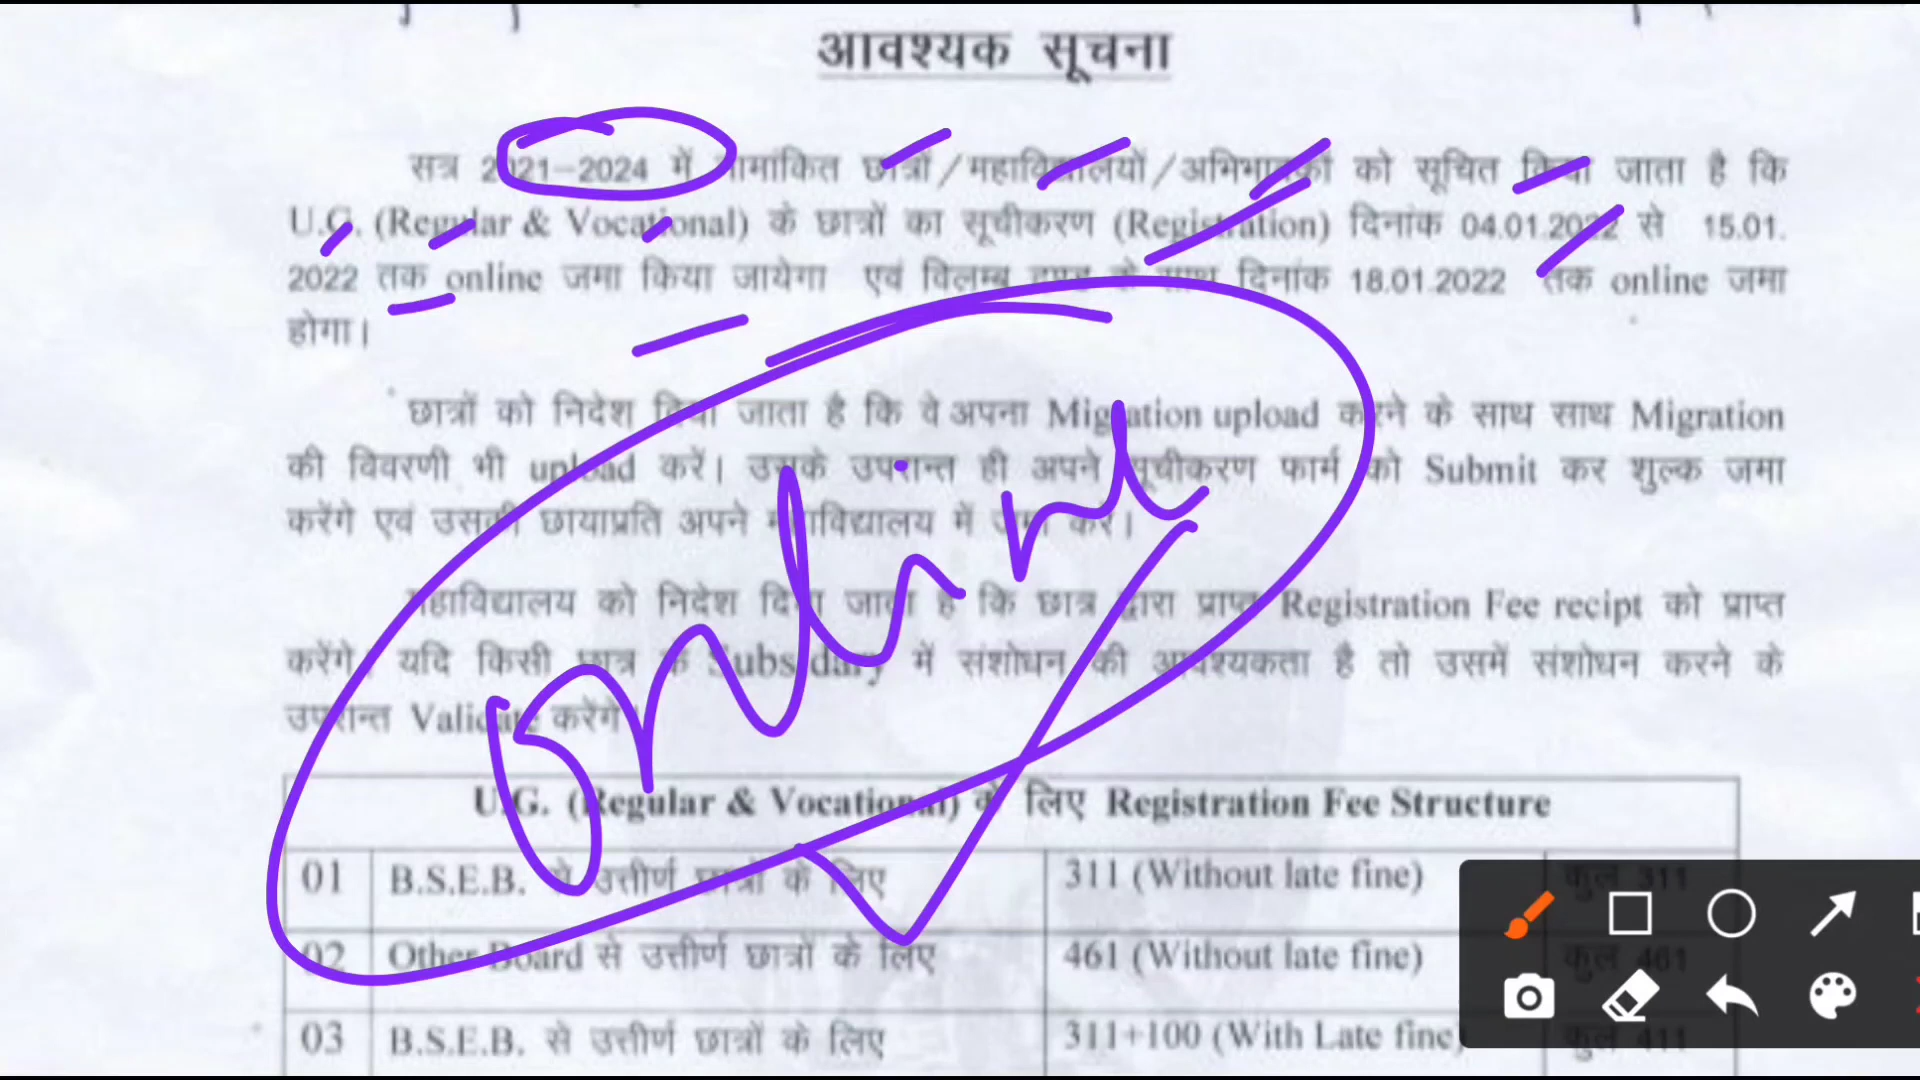 आवश्यक सूचना
सत्र 2021-2024 में नामांकित छात्रों/महाविद्यालयों/अभिभावकों को सूचित किया जाता है कि
U.G. (Regular & Vocational) के छात्रों का सूचीकरण (Registration) दिनांक 04.01.2022 से 15.01.
2022 तक online जमा किया जायेगा एवं विलम्ब दण्ड के साथ दिनांक 18.01.2022 तक online जमा
होगा।
छात्रों को निदेश दिया जाता है कि वे अपना Migration upload करने के साथ साथ Migration
की विवरणी भी upload करें। उसके उपरान्त ही अपने सूचीकरण फार्म को Submit कर शुल्क जमा
करेंगे एवं उसकी छायाप्रति अपने महाविद्यालय में जमा करें।
online
महाविद्यालय को निदेश दिया जाता है कि छात्र द्वारा प्राप्त Registration Fee recipt को प्राप्त
करेंगे यदि किसी छात्र के Subsidary में संशोधन की आवश्यकता है तो उसमें संशोधन करने के
उपरान्त Validate करेंगे।
U.G. (Regular & Vocational) के लिए Registration Fee Structure
01 B.S.E.B. से उत्तीर्ण छात्रों के लिए 311 (Without late fine) कुल 311
02 Other Board से उत्तीर्ण छात्रों के लिए 461 (Without late fine) कुल 461
03 B.S.E.B. से उत्तीर्ण छात्रों के लिए 311+100 (With Late fine) कुल 411